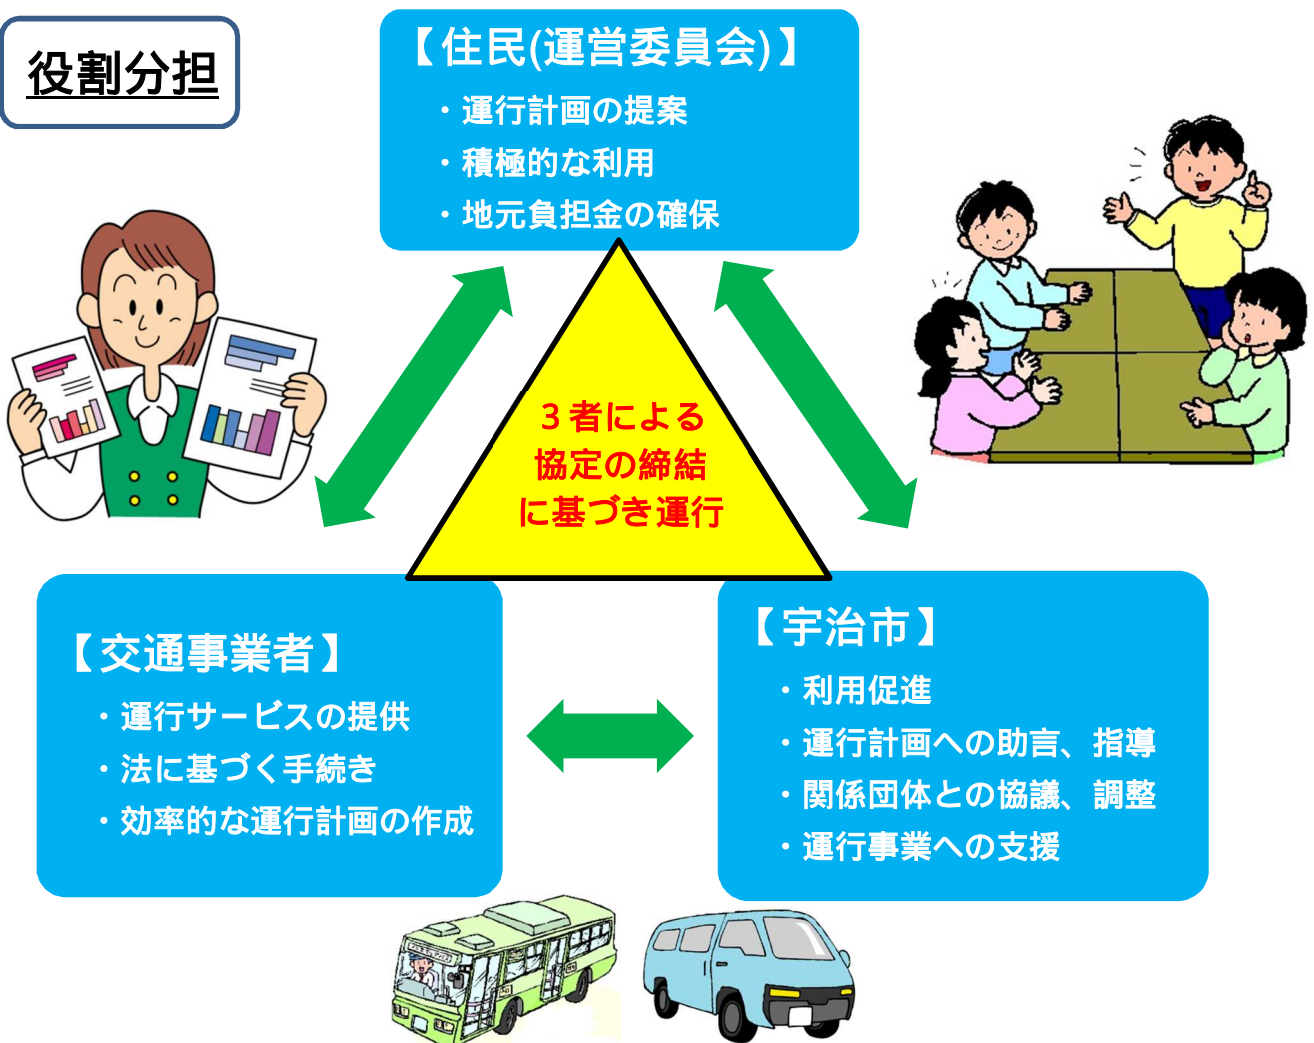 役割分担
【住民(運営委員会)】
・運行計画の提案
・積極的な利用
・地元負担金の確保
３者による
協定の締結
に基づき運行
【交通事業者】
・運行サービスの提供
・法に基づく手続き
・効率的な運行計画の作成
【宇治市】
・利用促進
・運行計画への助言、指導
・関係団体との協議、調整
・運行事業への支援